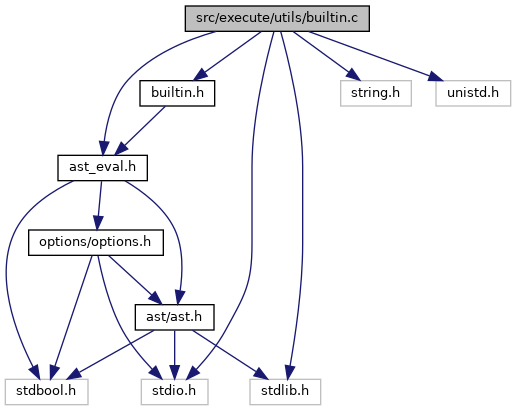 src/execute/utils/builtin.c
builtin.h
string.h
unistd.h
ast_eval.h
options/options.h
ast/ast.h
stdbool.h
stdio.h
stdlib.h